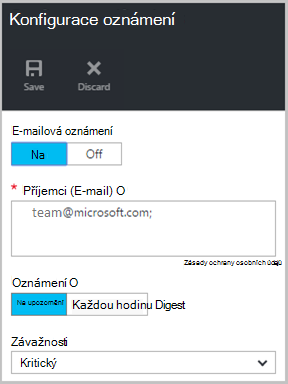 Konfigurace oznámení
Save Discard
E-mailová oznámení
Na Off
* Příjemci (E-mail) O
team@microsoft.com;
Zásady ochrany osobních údajů
Oznámení O
Na upozornění Každou hodinu Digest
Závažnosti
Kritický